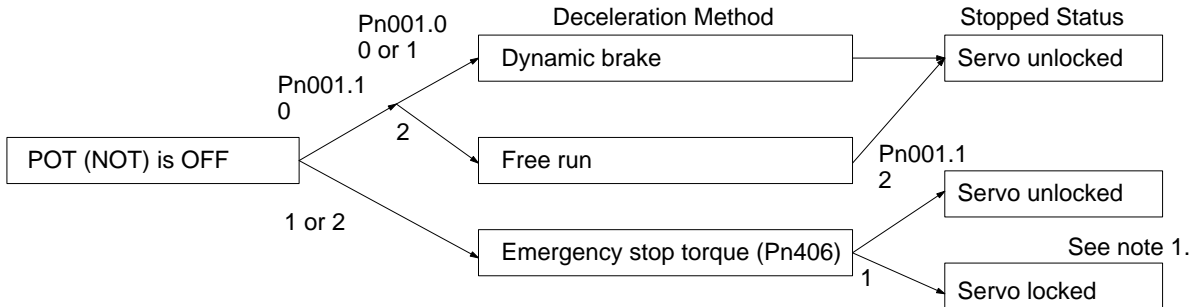 Deceleration Method
Stopped Status
Pn001.0
0 or 1
Dynamic brake
Servo unlocked
Pn001.1
0
2
POT (NOT) is OFF
Free run
Pn001.1
2
Servo unlocked
1 or 2
Emergency stop torque (Pn406)
1
See note 1.
Servo locked